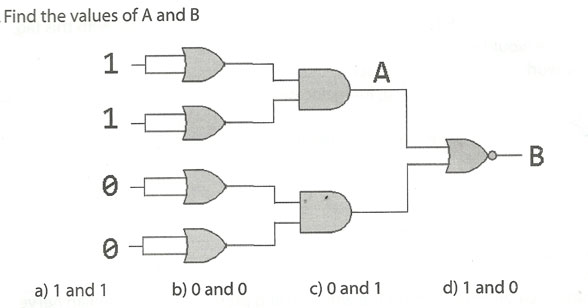 Find the values of A and B
1
A
1
B
0
0
a) 1 and 1 b) 0 and 0 c) 0 and 1 d) 1 and 0